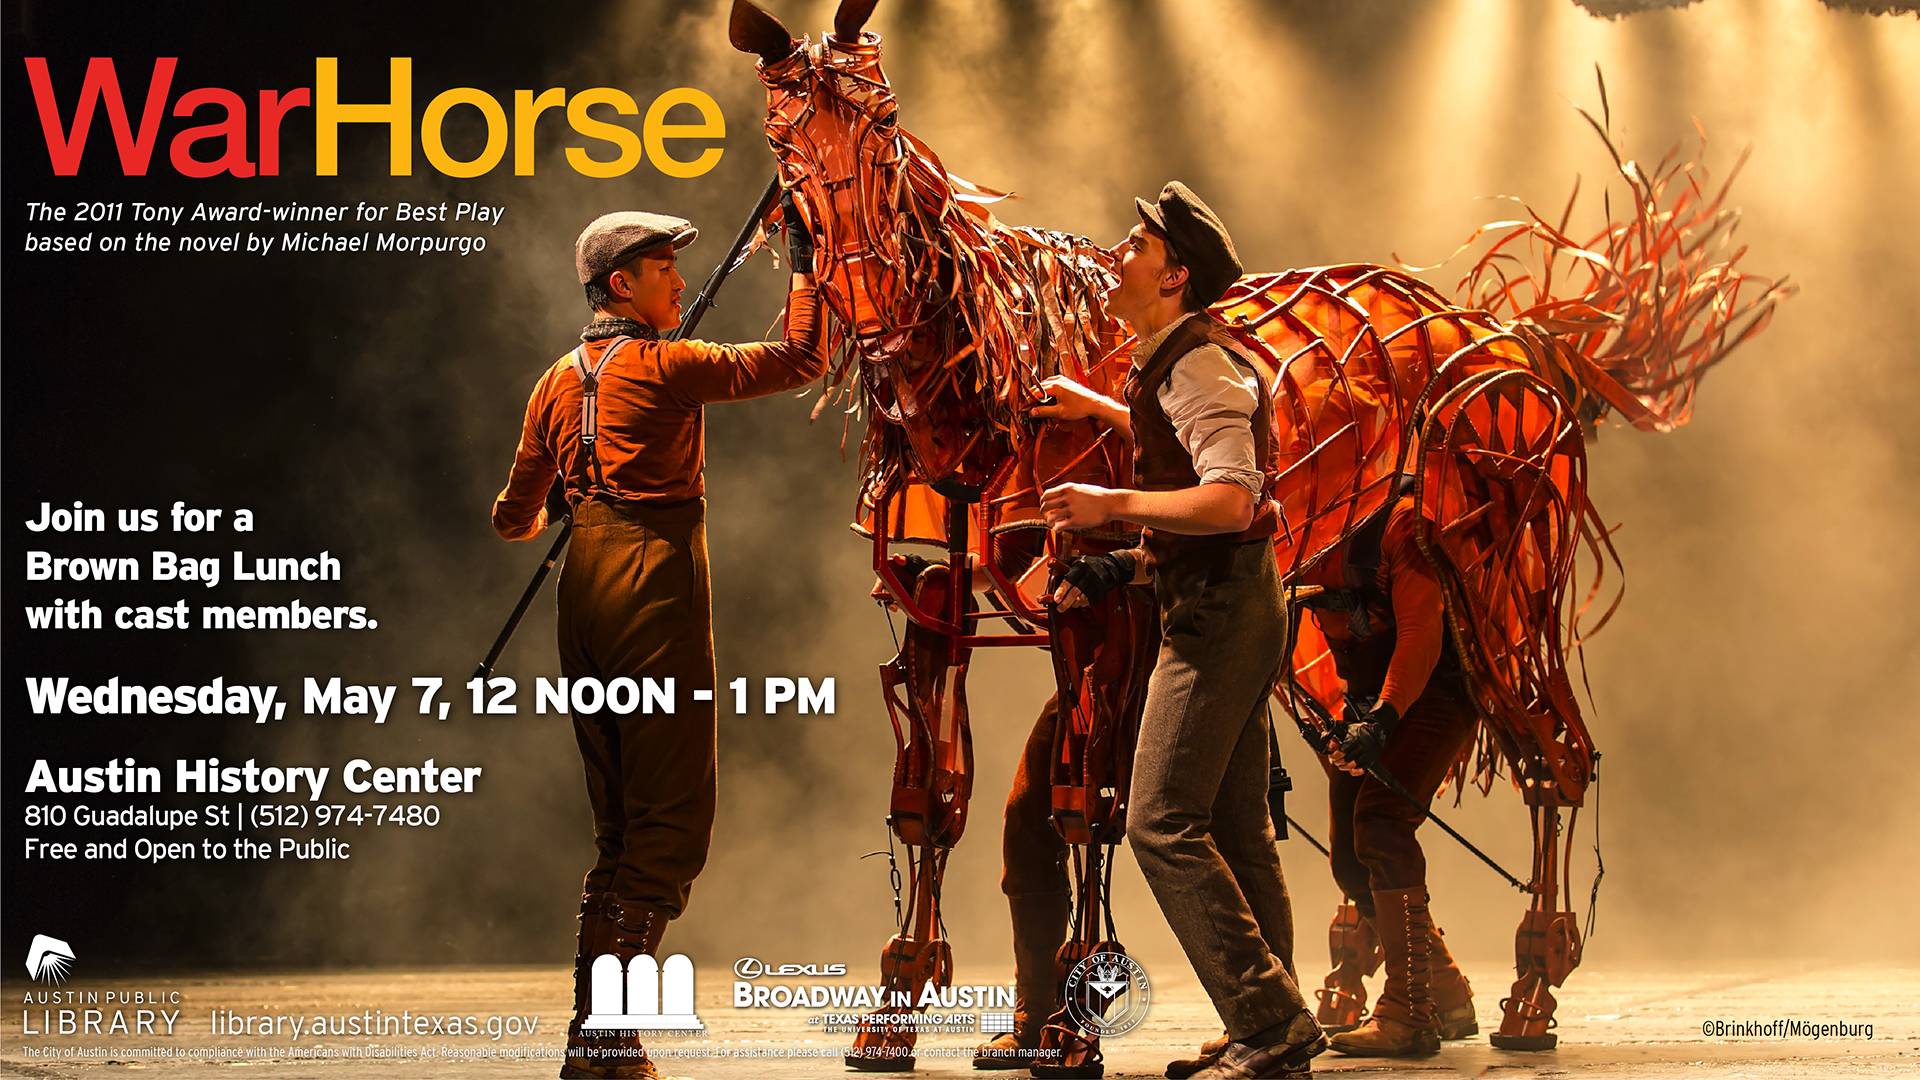 WarHorse
The 2011 Tony Award-winner for Best Play
based on the novel by Michael Morpurgo
Join us for a
Brown Bag Lunch
with cast members.
Wednesday, May 7, 12 NOON - 1 PM
Austin History Center
810 Guadalupe St | (512) 974-7480
Free and Open to the Public
AUSTIN PUBLIC
LIBRARY
library.austintexas.gov
AUSTIN HISTORY CENTER
LEXUS
BROADWAY IN AUSTIN
at TEXAS PERFORMING ARTS
THE UNIVERSITY OF TEXAS AT AUSTIN
CITY OF AUSTIN
FOUNDED 1839
©Brinkhoff/Mögenburg
The City of Austin is committed to compliance with the Americans with Disabilities Act. Reasonable modifications will be provided upon request. For assistance please call (512) 974-7400 or contact the branch manager.